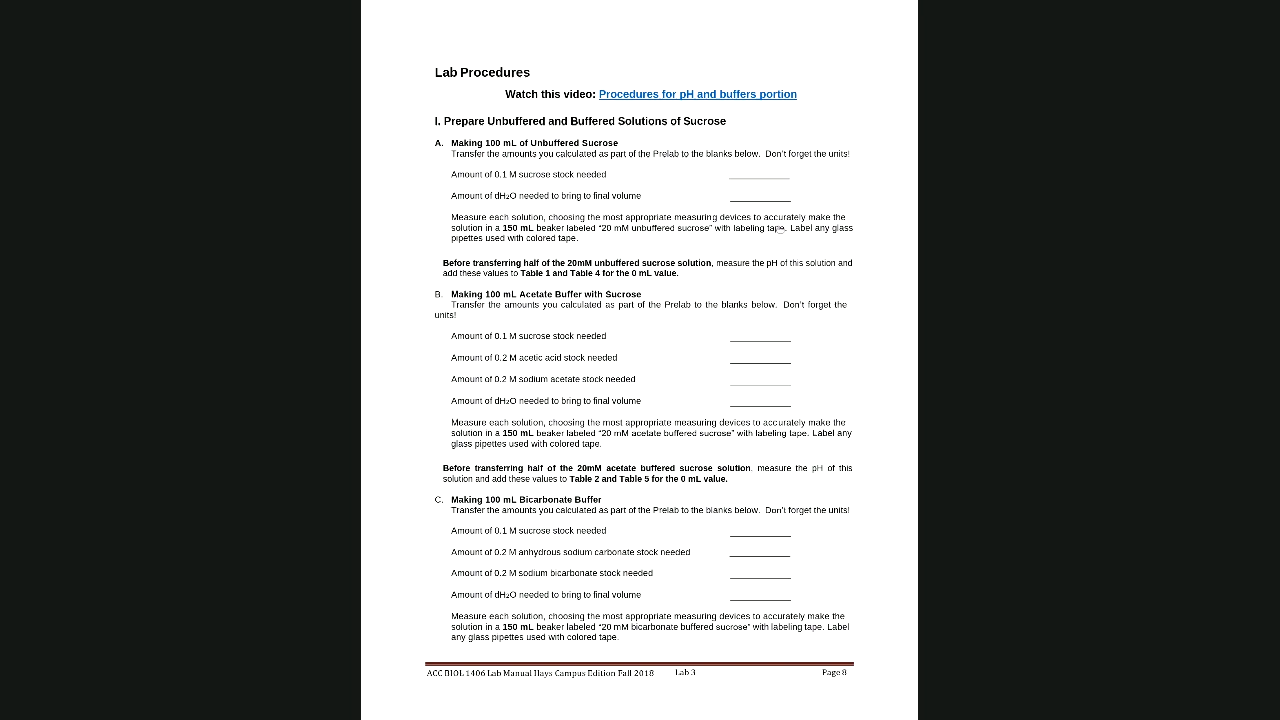 Lab Procedures
Watch this video: Procedures for pH and buffers portion
I. Prepare Unbuffered and Buffered Solutions of Sucrose
A. Making 100 mL of Unbuffered Sucrose
Transfer the amounts you calculated as part of the Prelab to the blanks below. Don't forget the units!
Amount of 0.1 M sucrose stock needed ____________
Amount of dH₂O needed to bring to final volume ____________
Measure each solution, choosing the most appropriate measuring devices to accurately make the
solution in a 150 mL beaker labeled “20 mM unbuffered sucrose” with labeling tape. Label any glass
pipettes used with colored tape.
Before transferring half of the 20mM unbuffered sucrose solution, measure the pH of this solution and
add these values to Table 1 and Table 4 for the 0 mL value.
B. Making 100 mL Acetate Buffer with Sucrose
Transfer the amounts you calculated as part of the Prelab to the blanks below. Don't forget the
units!
Amount of 0.1 M sucrose stock needed ____________
Amount of 0.2 M acetic acid stock needed ____________
Amount of 0.2 M sodium acetate stock needed ____________
Amount of dH₂O needed to bring to final volume ____________
Measure each solution, choosing the most appropriate measuring devices to accurately make the
solution in a 150 mL beaker labeled “20 mM acetate buffered sucrose” with labeling tape. Label any
glass pipettes used with colored tape.
Before transferring half of the 20mM acetate buffered sucrose solution, measure the pH of this
solution and add these values to Table 2 and Table 5 for the 0 mL value.
C. Making 100 mL Bicarbonate Buffer
Transfer the amounts you calculated as part of the Prelab to the blanks below. Don't forget the units!
Amount of 0.1 M sucrose stock needed ____________
Amount of 0.2 M anhydrous sodium carbonate stock needed ____________
Amount of 0.2 M sodium bicarbonate stock needed ____________
Amount of dH₂O needed to bring to final volume ____________
Measure each solution, choosing the most appropriate measuring devices to accurately make the
solution in a 150 mL beaker labeled “20 mM bicarbonate buffered sucrose” with labeling tape. Label
any glass pipettes used with colored tape.
ACC BIOL 1406 Lab Manual Hays Campus Edition Fall 2018 Lab 3 Page 8